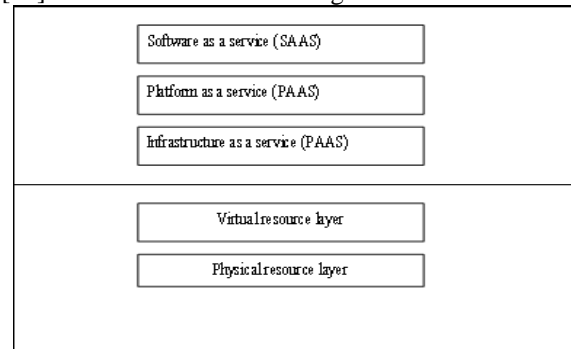 Software as a service (SAAS)
Platform as a service (PAAS)
Infrastructure as a service (PAAS)
Virtual resource layer
Physical resource layer